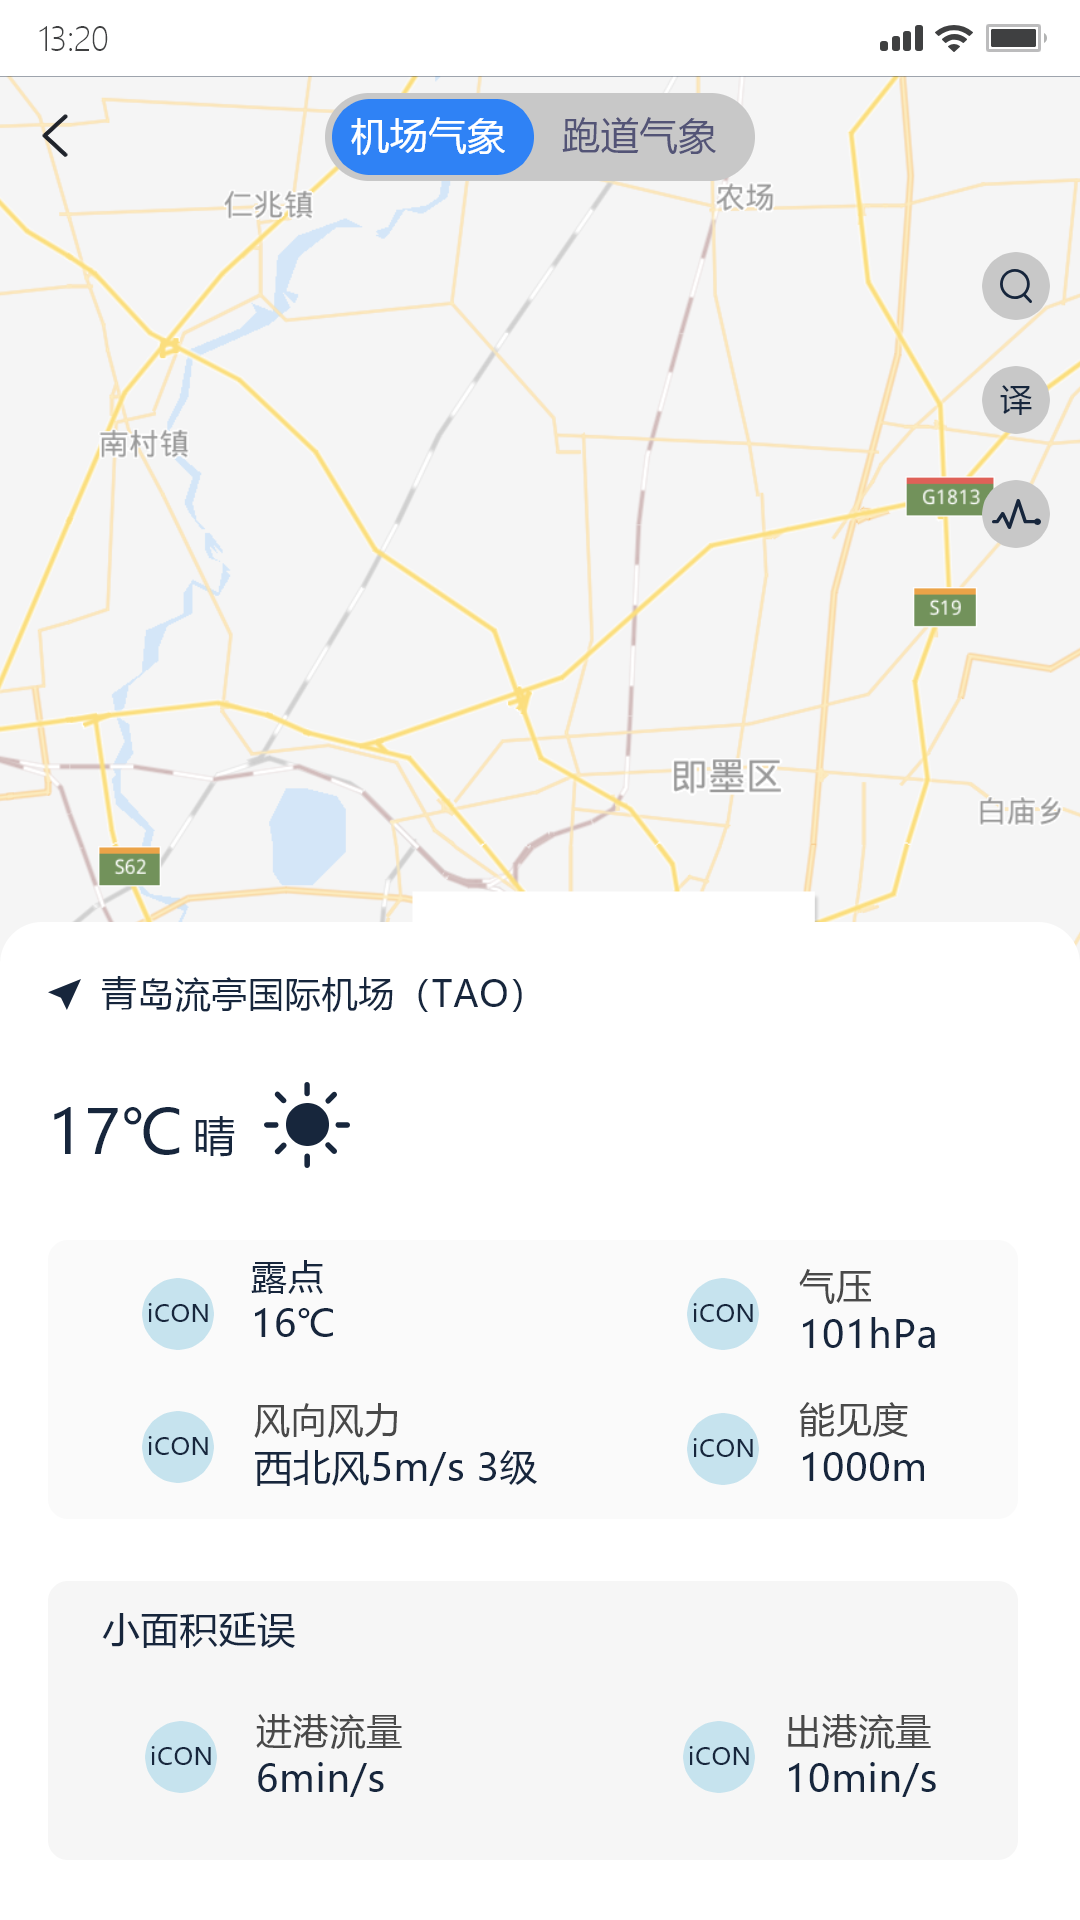 13:20
机场气象
跑道气象
仁兆镇
农场
译
南村镇
G1813
S19
即墨区
白庙乡
S62
青岛流亭国际机场（TAO）
17℃ 晴
iCON
露点
16℃
iCON
气压
101hPa
iCON
风向风力
西北风5m/s 3级
iCON
能见度
1000m
小面积延误
iCON
进港流量
6min/s
iCON
出港流量
10min/s